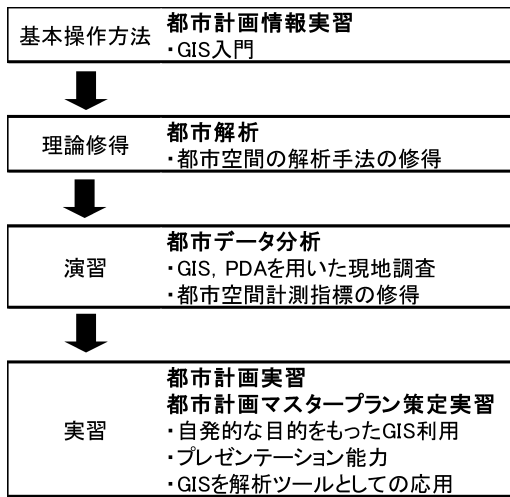 基本操作方法
都市計画情報実習
・GIS入門
理論修得
都市解析
・都市空間の解析手法の修得
演習
都市データ分析
・GIS, PDAを用いた現地調査
・都市空間計測指標の修得
実習
都市計画実習
都市計画マスタープラン策定実習
・自発的な目的をもったGIS利用
・プレゼンテーション能力
・GISを解析ツールとしての応用